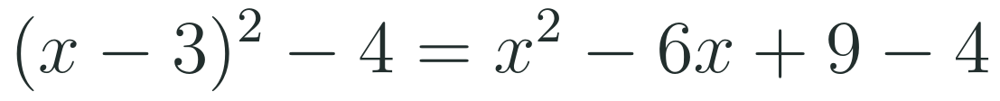 (x − 3)² − 4 = x² − 6x + 9 − 4